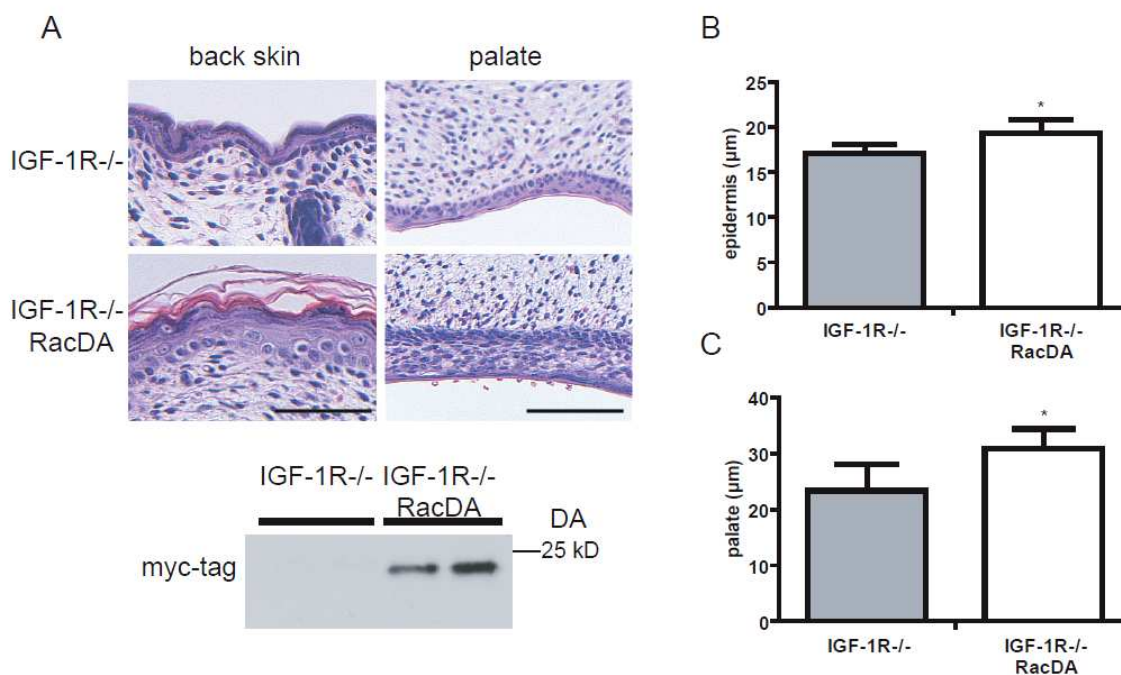 A
back skin
palate
IGF-1R-/-
IGF-1R-/-
RacDA
IGF-1R-/-
IGF-1R-/-
RacDA
DA
25 kD
myc-tag
B
25
20
15
10
5
0
epidermis (µm)
*
IGF-1R-/-
IGF-1R-/-
RacDA
C
40
30
20
10
0
palate (µm)
*
IGF-1R-/-
IGF-1R-/-
RacDA